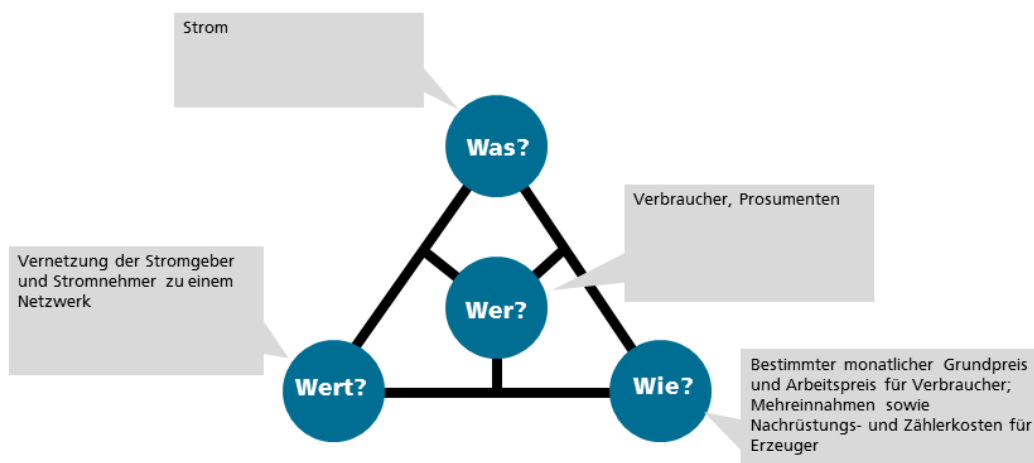 Strom
Was?
Verbraucher, Prosumenten
Vernetzung der Stromgeber
und Stromnehmer zu einem
Netzwerk
Wer?
Wert?
Wie?
Bestimmter monatlicher Grundpreis
und Arbeitspreis für Verbraucher;
Mehreinnahmen sowie
Nachrüstungs- und Zählerkosten für
Erzeuger